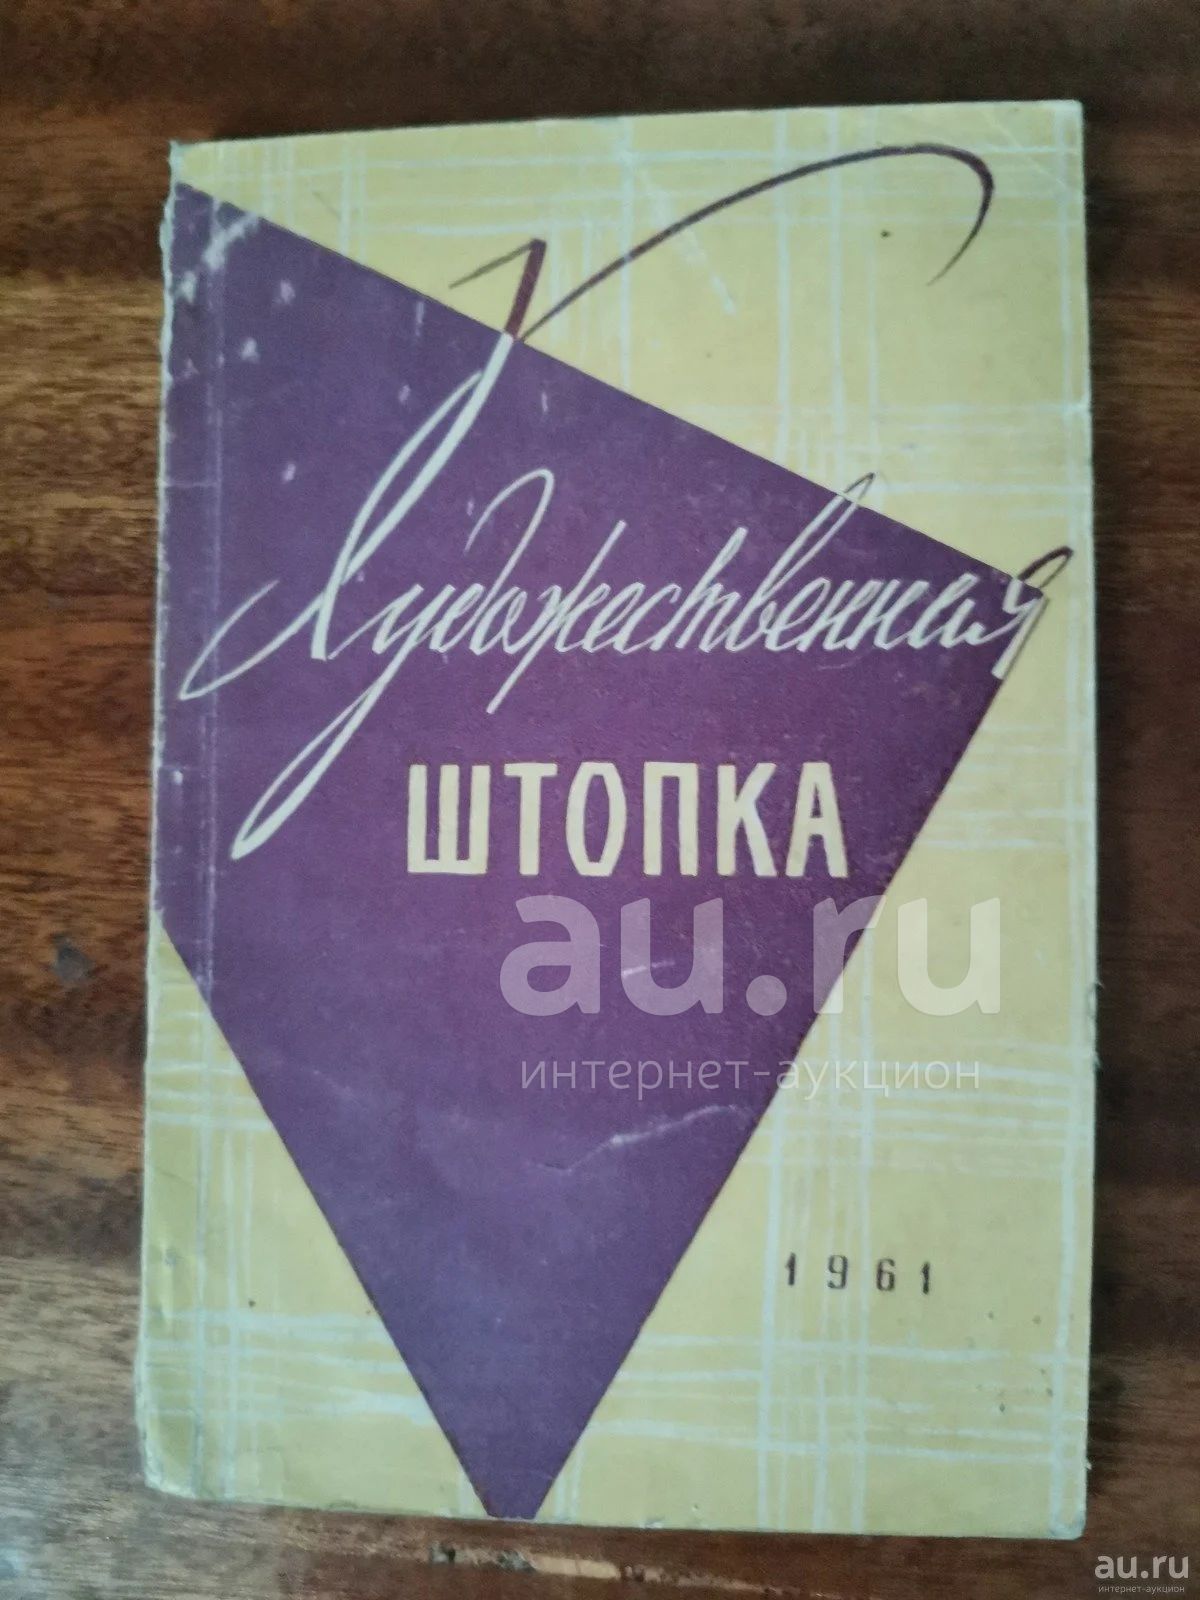 Художественная
ШТОПКА
au.ru
интернет-аукцион
1961
au.ru
интернет-аукцион